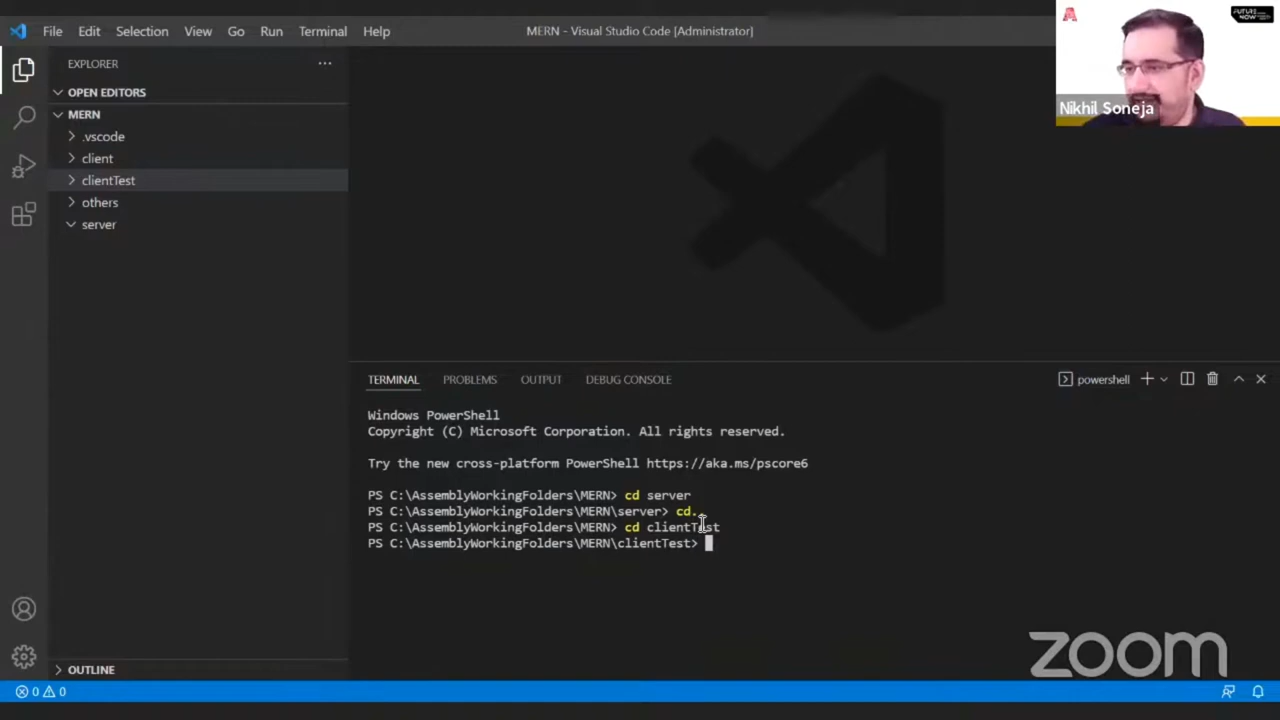 File Edit Selection View Go Run Terminal Help
MERN - Visual Studio Code [Administrator]
FUTURE NOW
Nikhil Soneja
EXPLORER
OPEN EDITORS
MERN
.vscode
client
clientTest
others
server
OUTLINE
TERMINAL PROBLEMS OUTPUT DEBUG CONSOLE
powershell
Windows PowerShell
Copyright (C) Microsoft Corporation. All rights reserved.
Try the new cross-platform PowerShell https://aka.ms/pscore6
PS C:\AssemblyWorkingFolders\MERN> cd server
PS C:\AssemblyWorkingFolders\MERN\server> cd..
PS C:\AssemblyWorkingFolders\MERN> cd clientTest
PS C:\AssemblyWorkingFolders\MERN\clientTest>
zoom
0 0